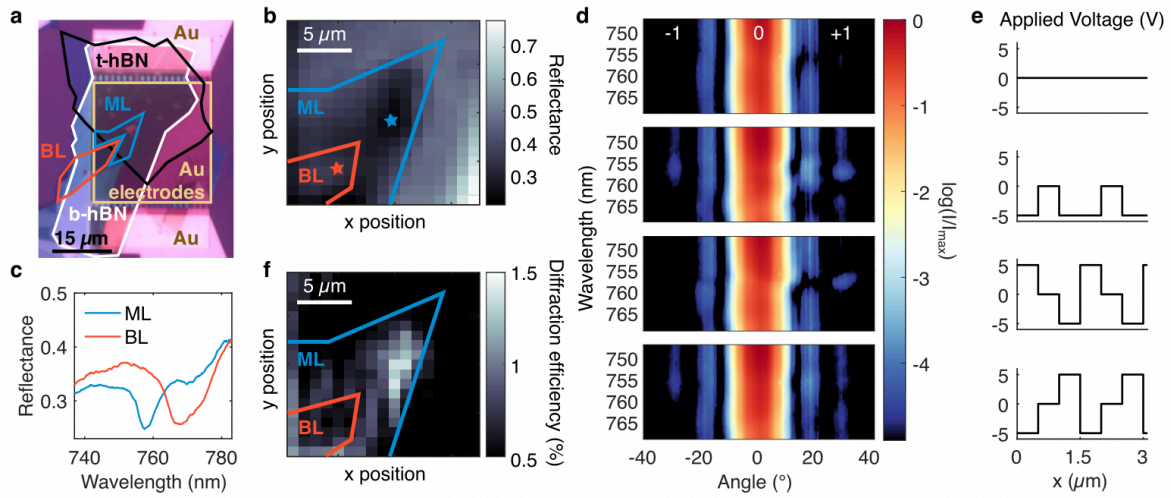 a
Au
t-hBN
ML
BL
Au
electrodes
b-hBN
15 µm
Au
b
5 µm
ML
BL
y position
x position
0.7
0.6
0.5
0.4
0.3
Reflectance
c
0.5
0.4
0.3
ML
BL
Reflectance
740
760
780
Wavelength (nm)
f
5 µm
ML
BL
y position
x position
1.5
1
0.5
Diffraction efficiency (%)
d
-1
0
+1
750
755
760
765
750
755
760
765
750
755
760
765
750
755
760
765
Wavelength (nm)
-40
-20
0
20
40
Angle (°)
0
-1
-2
-3
-4
log(I/Imax)
e
Applied Voltage (V)
5
0
-5
5
0
-5
5
0
-5
5
0
-5
0
1.5
3
x (µm)